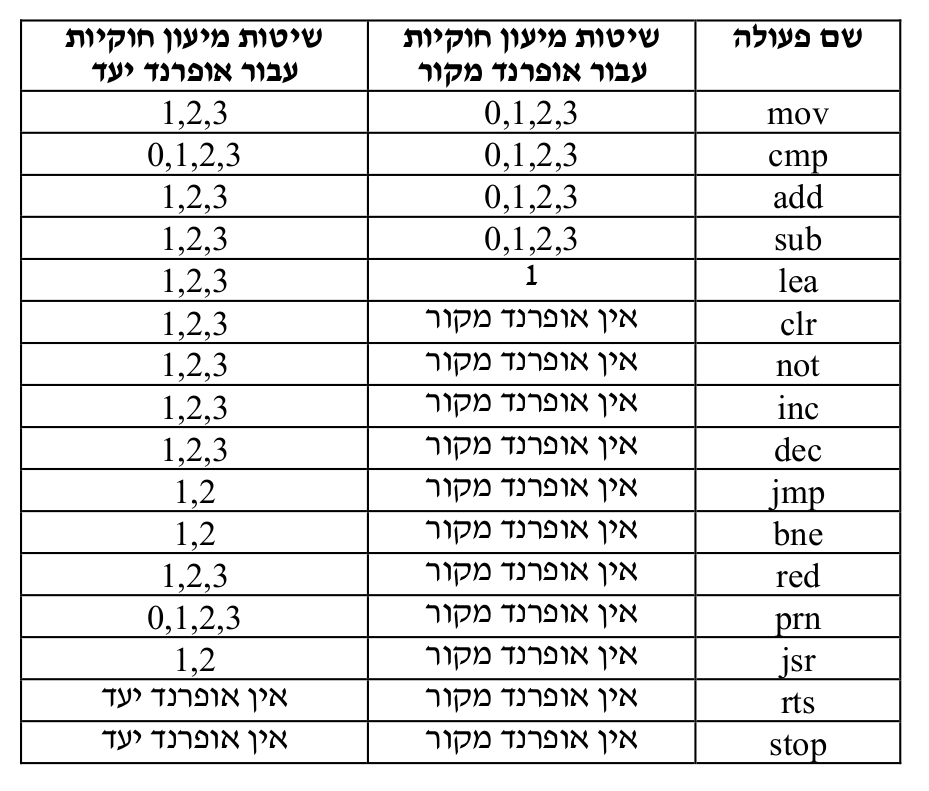 שם פעולה שיטות מיעון חוקיות שיטות מיעון חוקיות
עבור אופרנד מקור עבור אופרנד יעד
mov 0,1,2,3 1,2,3
cmp 0,1,2,3 0,1,2,3
add 0,1,2,3 1,2,3
sub 0,1,2,3 1,2,3
lea 1 1,2,3
clr אין אופרנד מקור 1,2,3
not אין אופרנד מקור 1,2,3
inc אין אופרנד מקור 1,2,3
dec אין אופרנד מקור 1,2,3
jmp אין אופרנד מקור 1,2
bne אין אופרנד מקור 1,2
red אין אופרנד מקור 1,2,3
prn אין אופרנד מקור 0,1,2,3
jsr אין אופרנד מקור 1,2
rts אין אופרנד מקור אין אופרנד יעד
stop אין אופרנד מקור אין אופרנד יעד